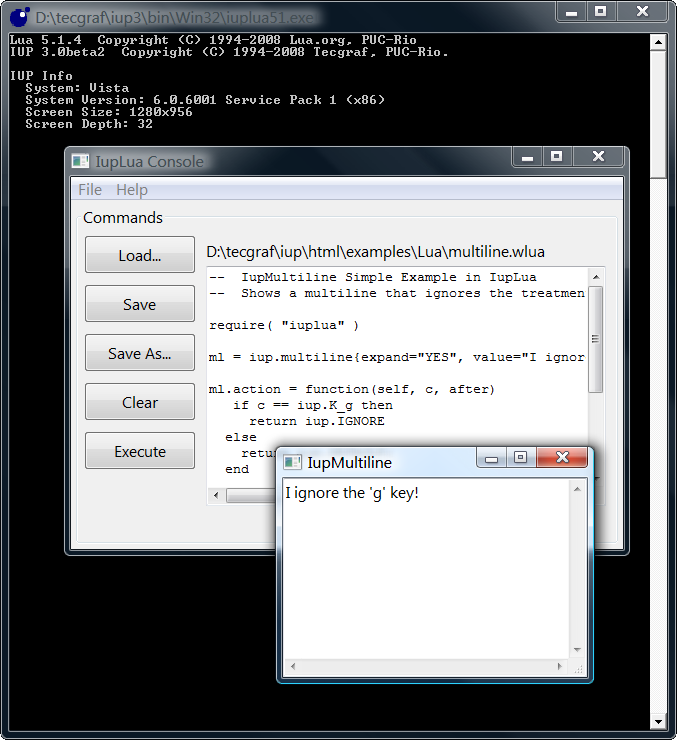 D:\tecgraf\iup3\bin\Win32\iuplua51.exe
Lua 5.1.4  Copyright (C) 1994-2008 Lua.org, PUC-Rio
IUP 3.0beta2  Copyright (C) 1994-2008 Tecgraf, PUC-Rio.
IUP Info
  System: Vista
  System Version: 6.0.6001 Service Pack 1 (x86)
  Screen Size: 1280x956
  Screen Depth: 32
IupLua Console
File Help
Commands
Load...
Save
Save As...
Clear
Execute
D:\tecgraf\iup\html\examples\Lua\multiline.wlua
--  IupMultiline Simple Example in IupLua
--  Shows a multiline that ignores the treatmen
require( "iuplua" )
ml = iup.multiline{expand="YES", value="I ignor
ml.action = function(self, c, after)
   if c == iup.K_g then
     return iup.IGNORE
  else
    retu
  end
IupMultiline
I ignore the 'g' key!